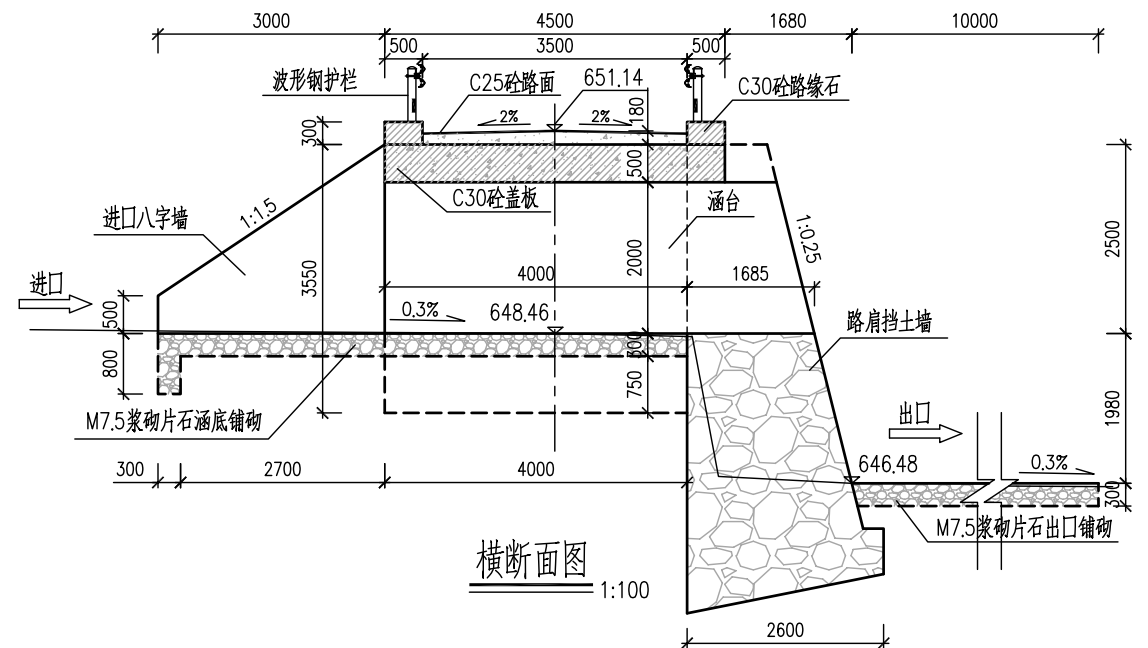 3000
4500
1680
10000
500
3500
500
波形钢护栏
C25砼路面
651.14
C30砼路缘石
2%
2%
180
300
500
C30砼盖板
涵台
进口八字墙
1:1.5
1:0.25
2500
3550
2000
4000
1685
进口
500
0.3%
648.46
路肩挡土墙
800
300
750
M7.5浆砌片石涵底铺砌
出口
1980
300
2700
4000
646.48
0.3%
300
M7.5浆砌片石出口铺砌
横断面图
1:100
2600